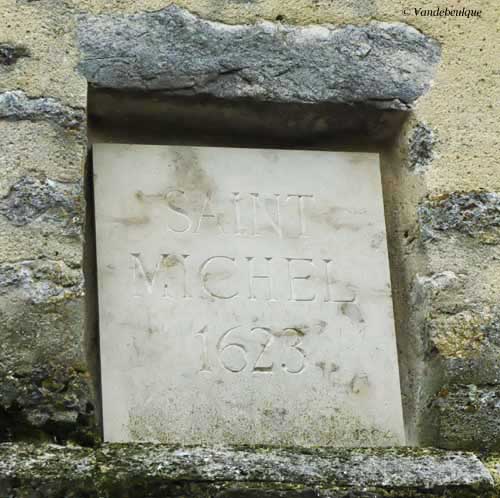 © Vandebeulque
SAINT
MICHEL
1623